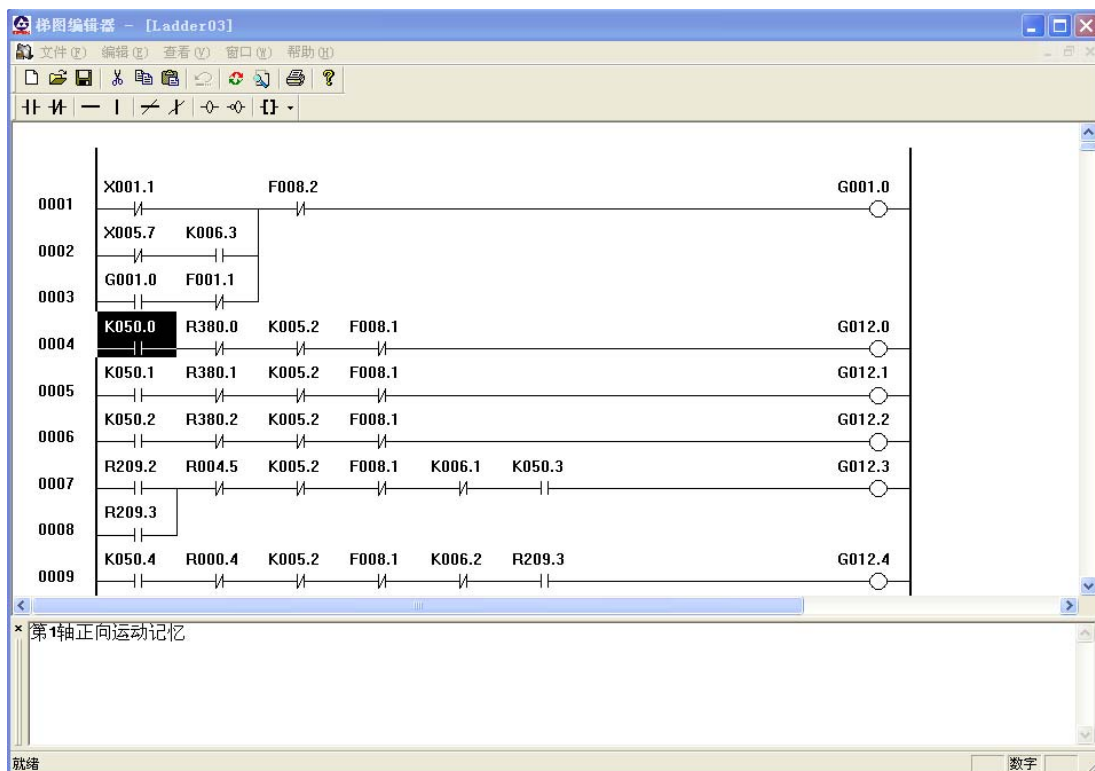 梯图编辑器 - [Ladder03]
文件(F) 编辑(E) 查看(V) 窗口(W) 帮助(H)
X001.1 F008.2 G001.0
0001
X005.7 K006.3
0002
G001.0 F001.1
0003
K050.0 R380.0 K005.2 F008.1 G012.0
0004
K050.1 R380.1 K005.2 F008.1 G012.1
0005
K050.2 R380.2 K005.2 F008.1 G012.2
0006
R209.2 R004.5 K005.2 F008.1 K006.1 K050.3 G012.3
0007
R209.3
0008
K050.4 R000.4 K005.2 F008.1 K006.2 R209.3 G012.4
0009
第1轴正向运动记忆
就绪 数字